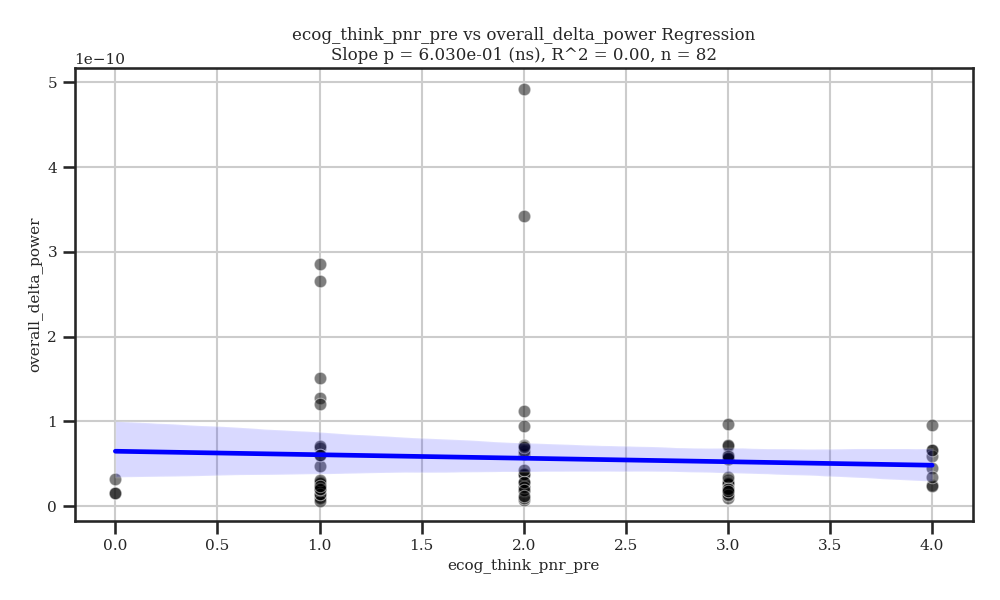 ecog_think_pnr_pre vs overall_delta_power Regression
Slope p = 6.030e-01 (ns), R^2 = 0.00, n = 82
1e−10
5
4
3
2
1
0
overall_delta_power
0.0 0.5 1.0 1.5 2.0 2.5 3.0 3.5 4.0
ecog_think_pnr_pre